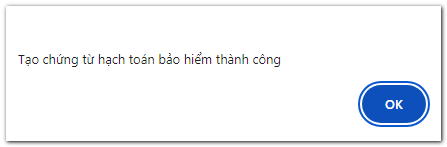 Tạo chứng từ hạch toán bảo hiểm thành công
OK